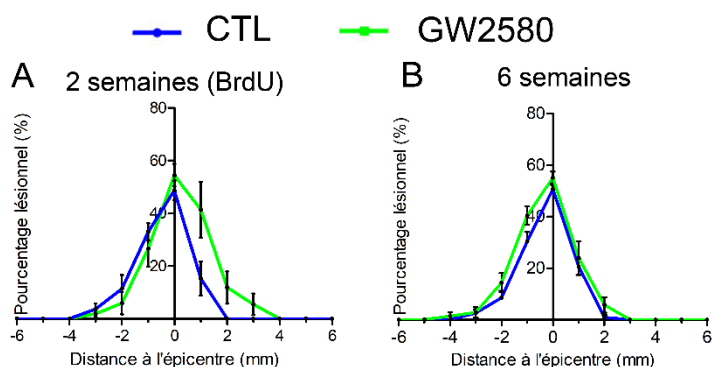 CTL GW2580
A 2 semaines (BrdU)
Pourcentage lésionnel (%)
80
60
40
20
-6 -4 -2 0 2 4 6
Distance à l'épicentre (mm)
B 6 semaines
Pourcentage lésionnel (%)
80
60
40
20
-6 -4 -2 0 2 4 6
Distance à l'épicentre (mm)